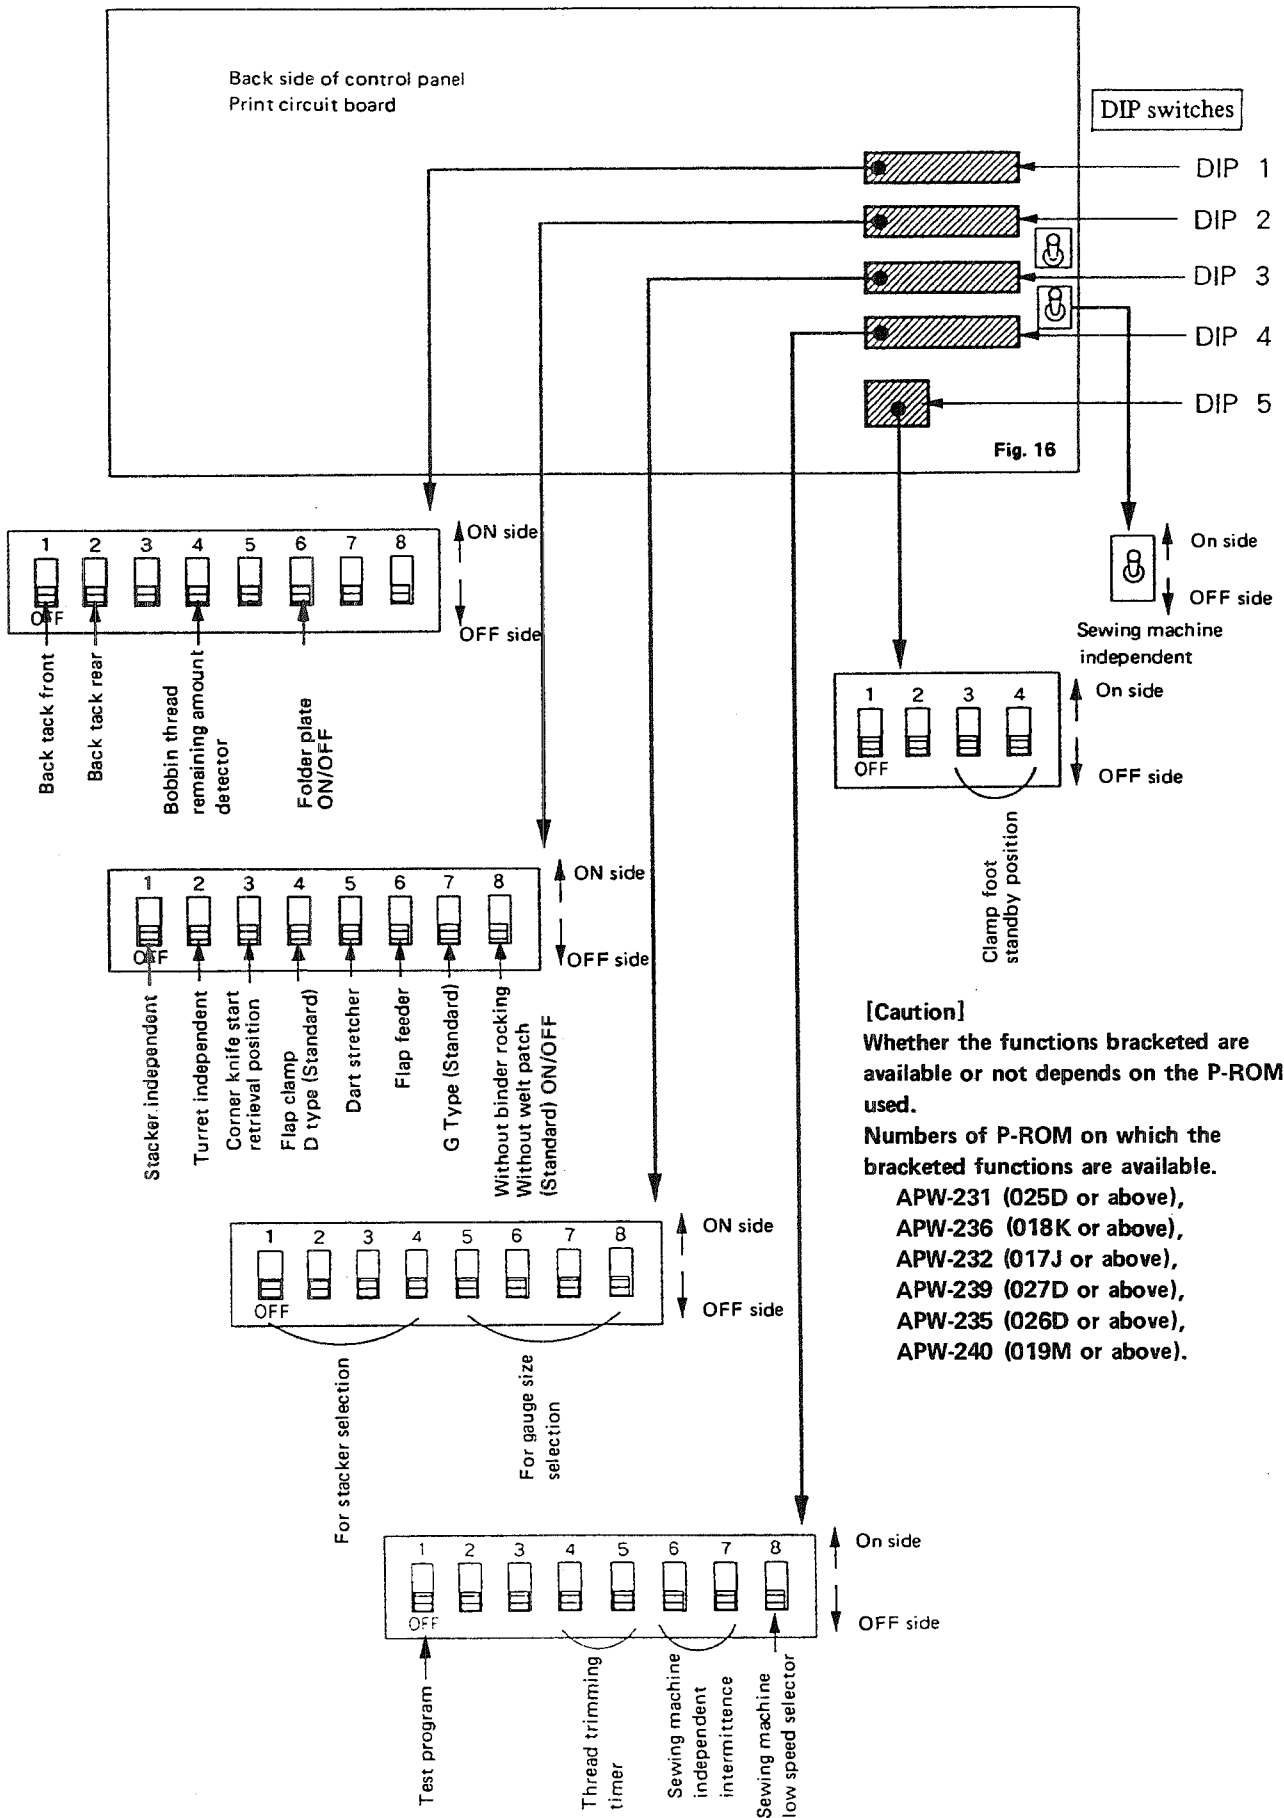 Back side of control panel
Print circuit board
DIP switches
DIP 1
DIP 2
DIP 3
DIP 4
DIP 5
Fig. 16
1 2 3 4 5 6 7 8
OFF
ON side
OFF side
Back tack front
Back tack rear
Bobbin thread
remaining amount
detector
Folder plate
ON/OFF
On side
OFF side
Sewing machine
independent
1 2 3 4
OFF
On side
OFF side
Clamp foot
standby position
1 2 3 4 5 6 7 8
OFF
ON side
OFF side
Stacker independent
Turret independent
Corner knife start
retrieval position
Flap clamp
D type (Standard)
Dart stretcher
Flap feeder
G Type (Standard)
Without binder rocking
Without welt patch
(Standard) ON/OFF
[Caution]
Whether the functions bracketed are
available or not depends on the P-ROM
used.
Numbers of P-ROM on which the
bracketed functions are available.
APW-231 (025D or above),
APW-236 (018K or above),
APW-232 (017J or above),
APW-239 (027D or above),
APW-235 (026D or above),
APW-240 (019M or above).
1 2 3 4 5 6 7 8
OFF
ON side
OFF side
For stacker selection
For gauge size
selection
1 2 3 4 5 6 7 8
OFF
On side
OFF side
Test program
Thread trimming
timer
Sewing machine
independent
intermittence
Sewing machine
low speed selector